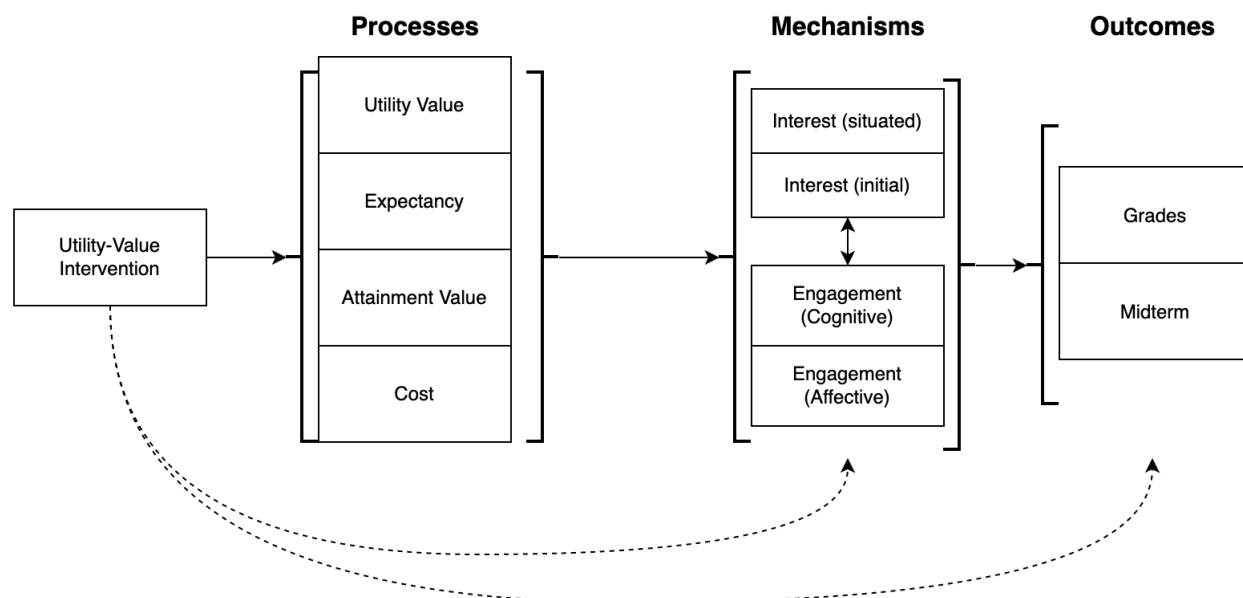 Processes
Mechanisms
Outcomes
Utility-Value
Intervention
Utility Value
Expectancy
Attainment Value
Cost
Interest (situated)
Interest (initial)
Engagement
(Cognitive)
Engagement
(Affective)
Grades
Midterm